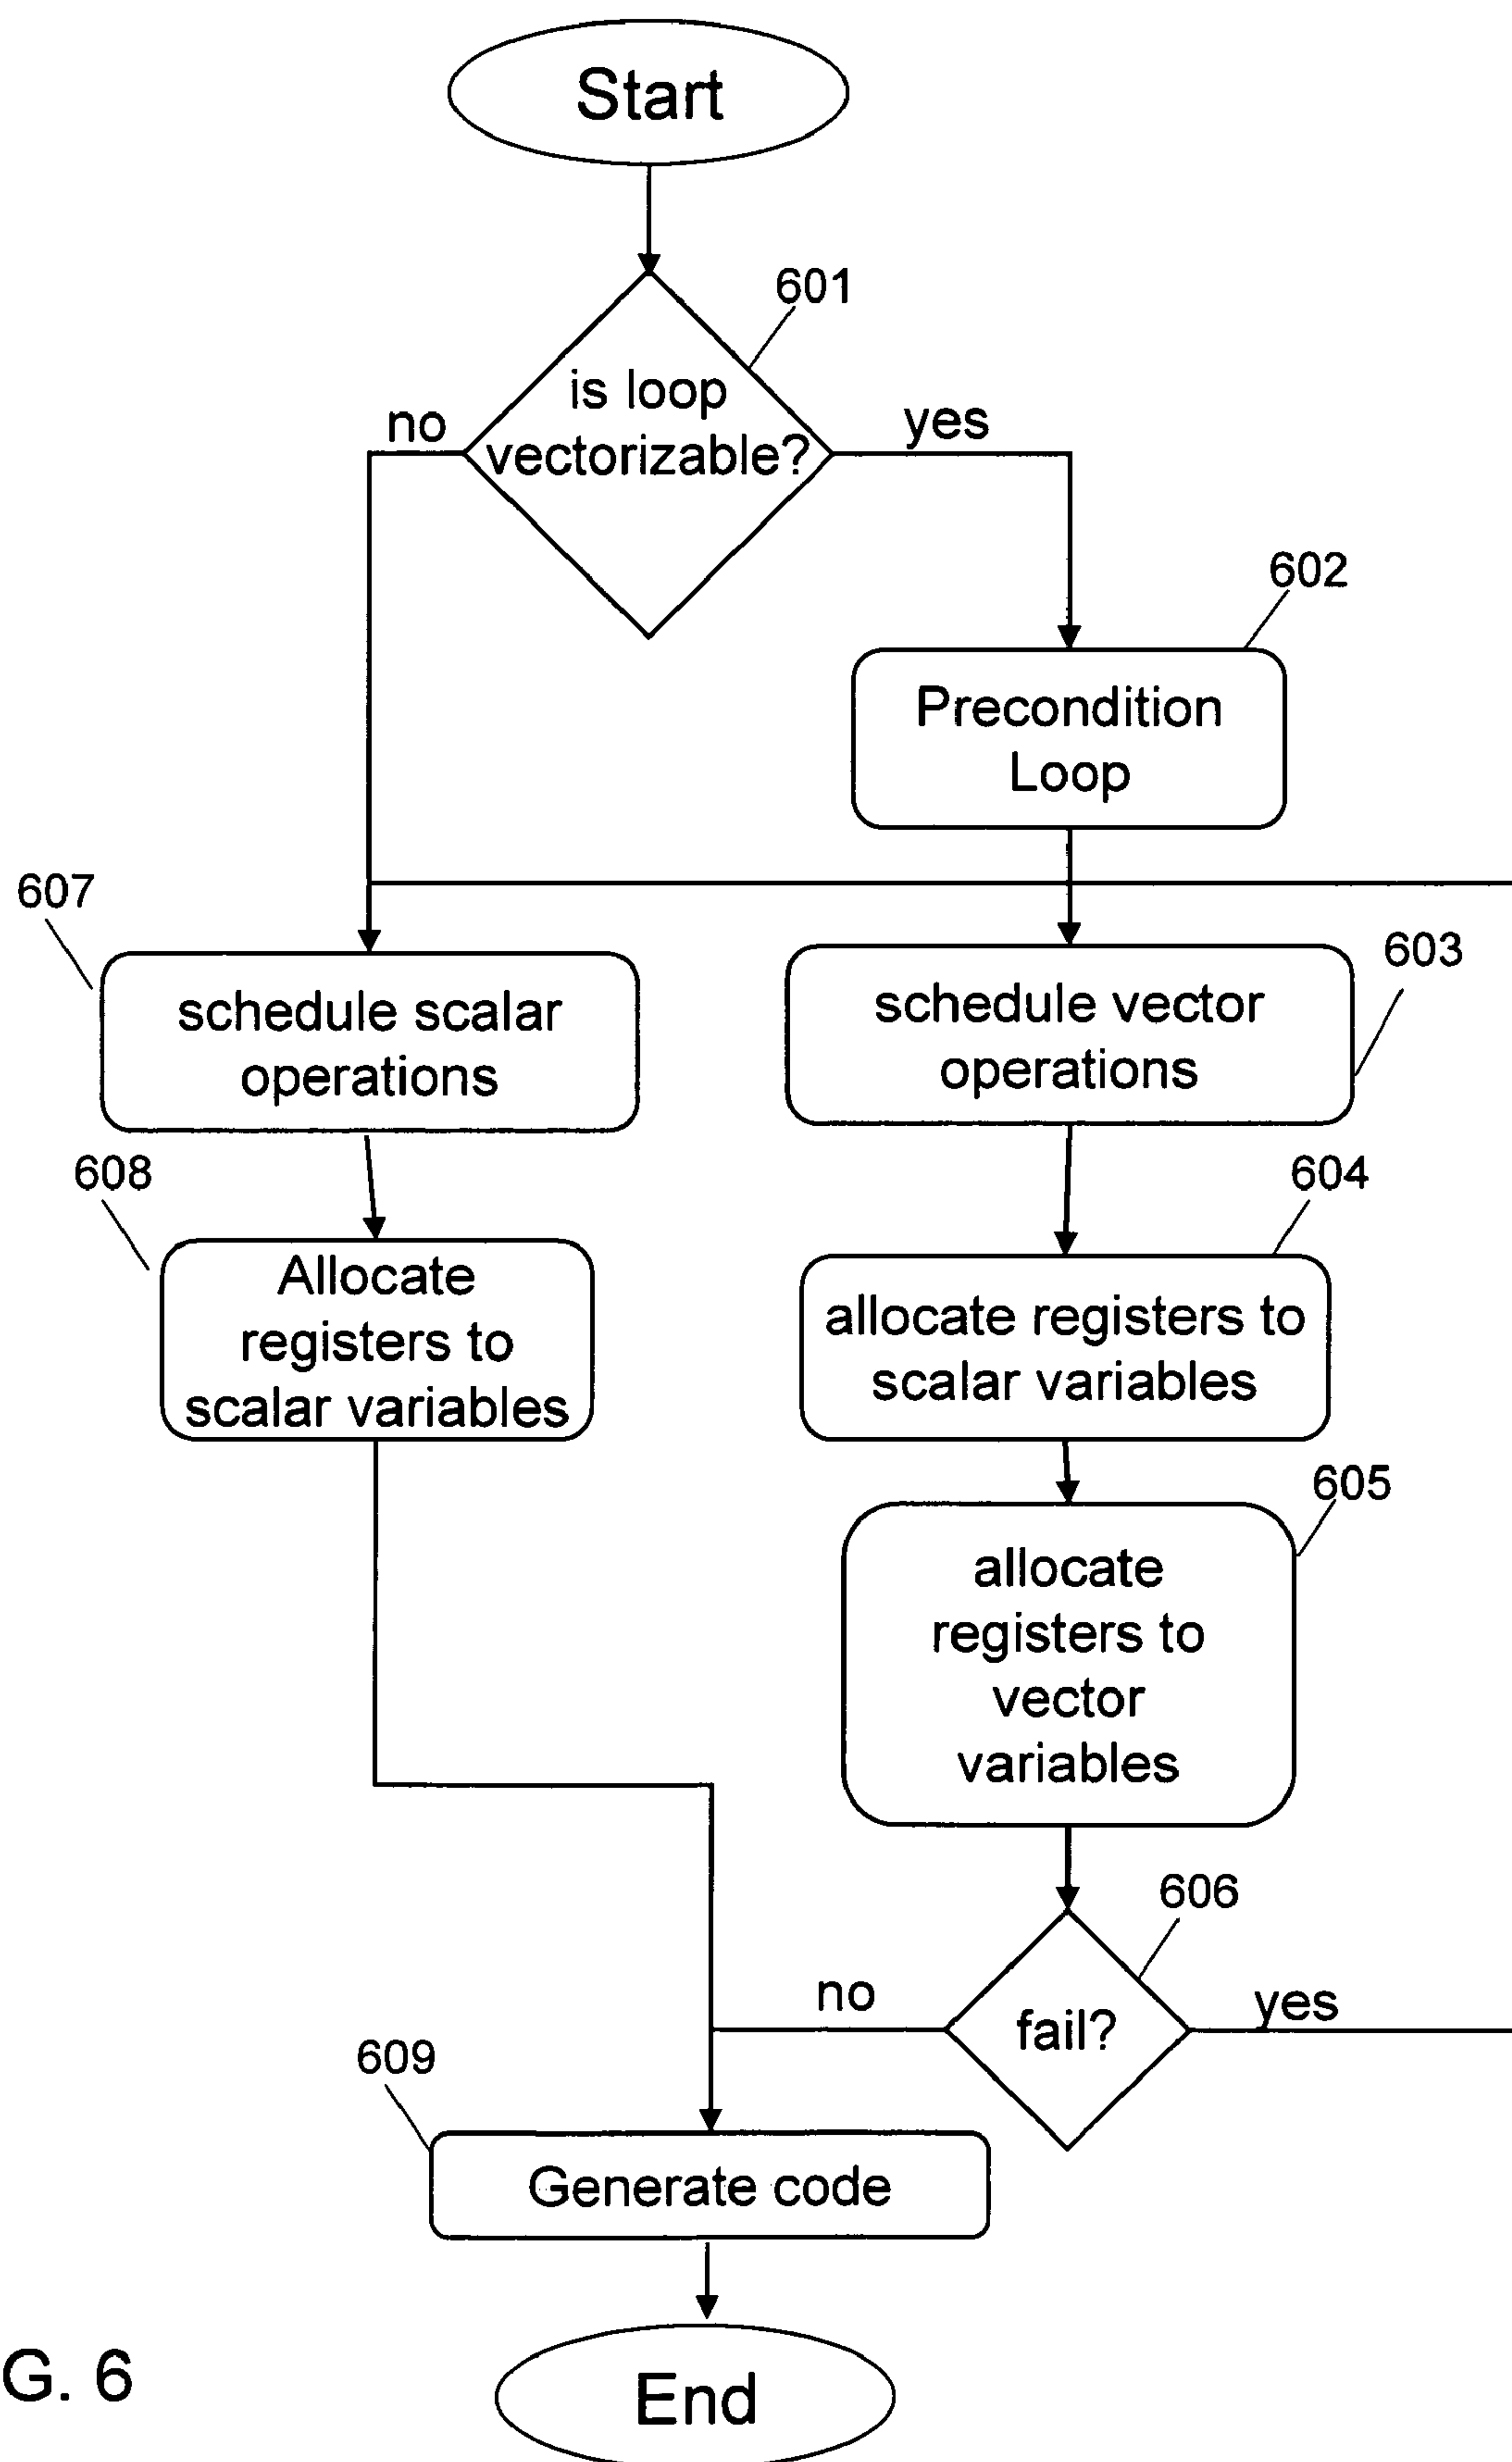 Start
601
is loop
vectorizable?
no
yes
602
Precondition
Loop
607
schedule scalar
operations
603
schedule vector
operations
608
Allocate
registers to
scalar variables
604
allocate registers to
scalar variables
605
allocate
registers to
vector
variables
606
fail?
no
yes
609
Generate code
End
G. 6